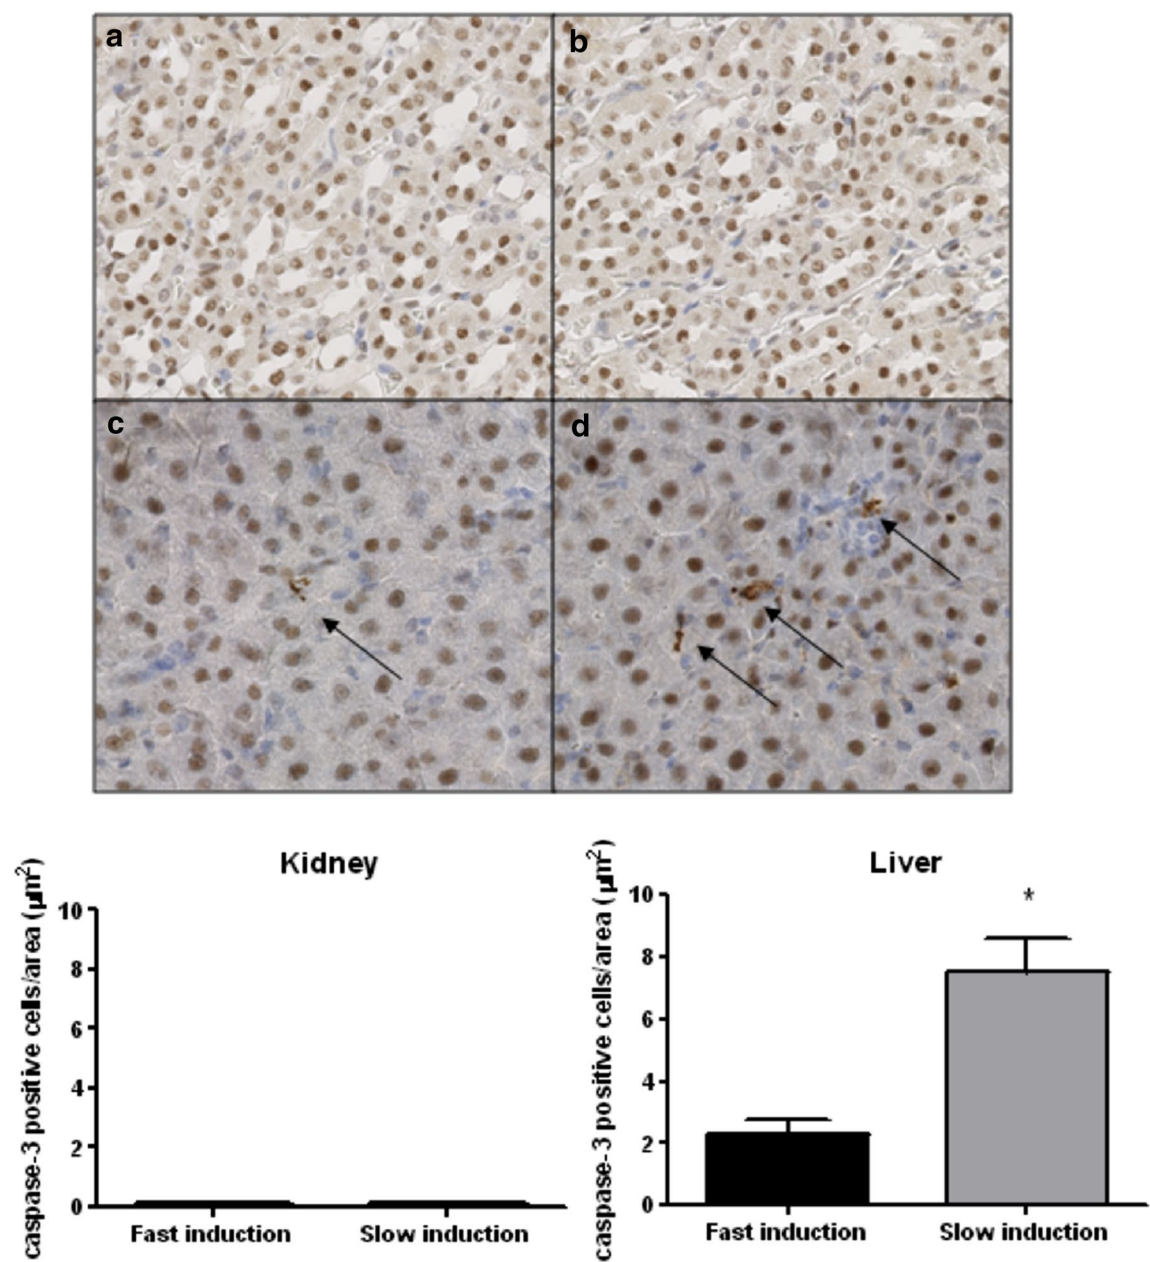 a
b
c
d
Kidney
caspase-3 positive cells/area (µm²)
10
8
6
4
2
0
Fast induction
Slow induction
Liver
caspase-3 positive cells/area (µm²)
10
8
6
4
2
0
*
Fast induction
Slow induction